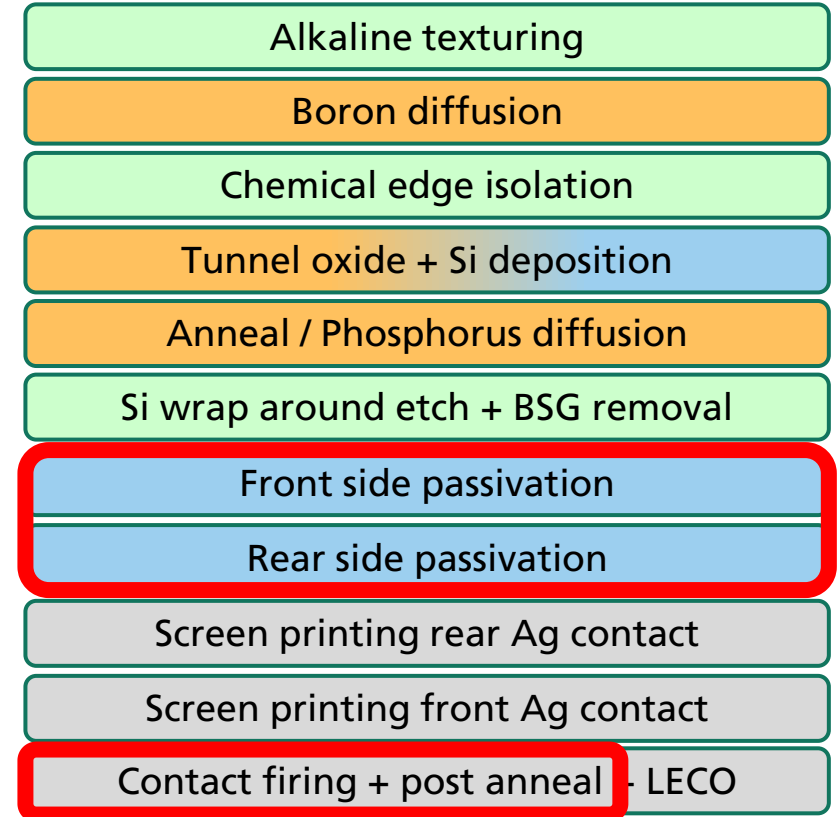 Alkaline texturing
Boron diffusion
Chemical edge isolation
Tunnel oxide + Si deposition
Anneal / Phosphorus diffusion
Si wrap around etch + BSG removal
Front side passivation
Rear side passivation
Screen printing rear Ag contact
Screen printing front Ag contact
Contact firing + post anneal + LECO